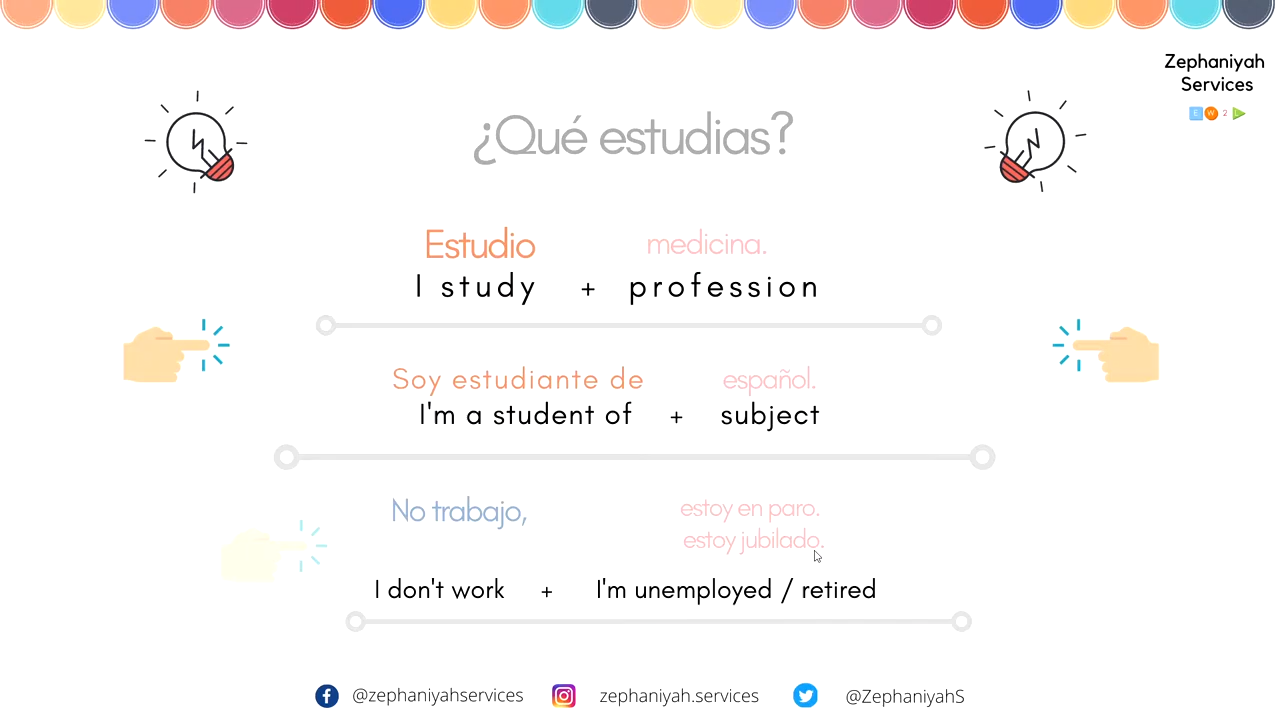 Zephaniyah
Services
E W 2 L
¿Qué estudias?
Estudio medicina.
I study + profession
Soy estudiante de español.
I'm a student of + subject
No trabajo, estoy en paro.
estoy jubilado.
I don't work + I'm unemployed / retired
@zephaniyahservices zephaniyah.services @ZephaniyahS